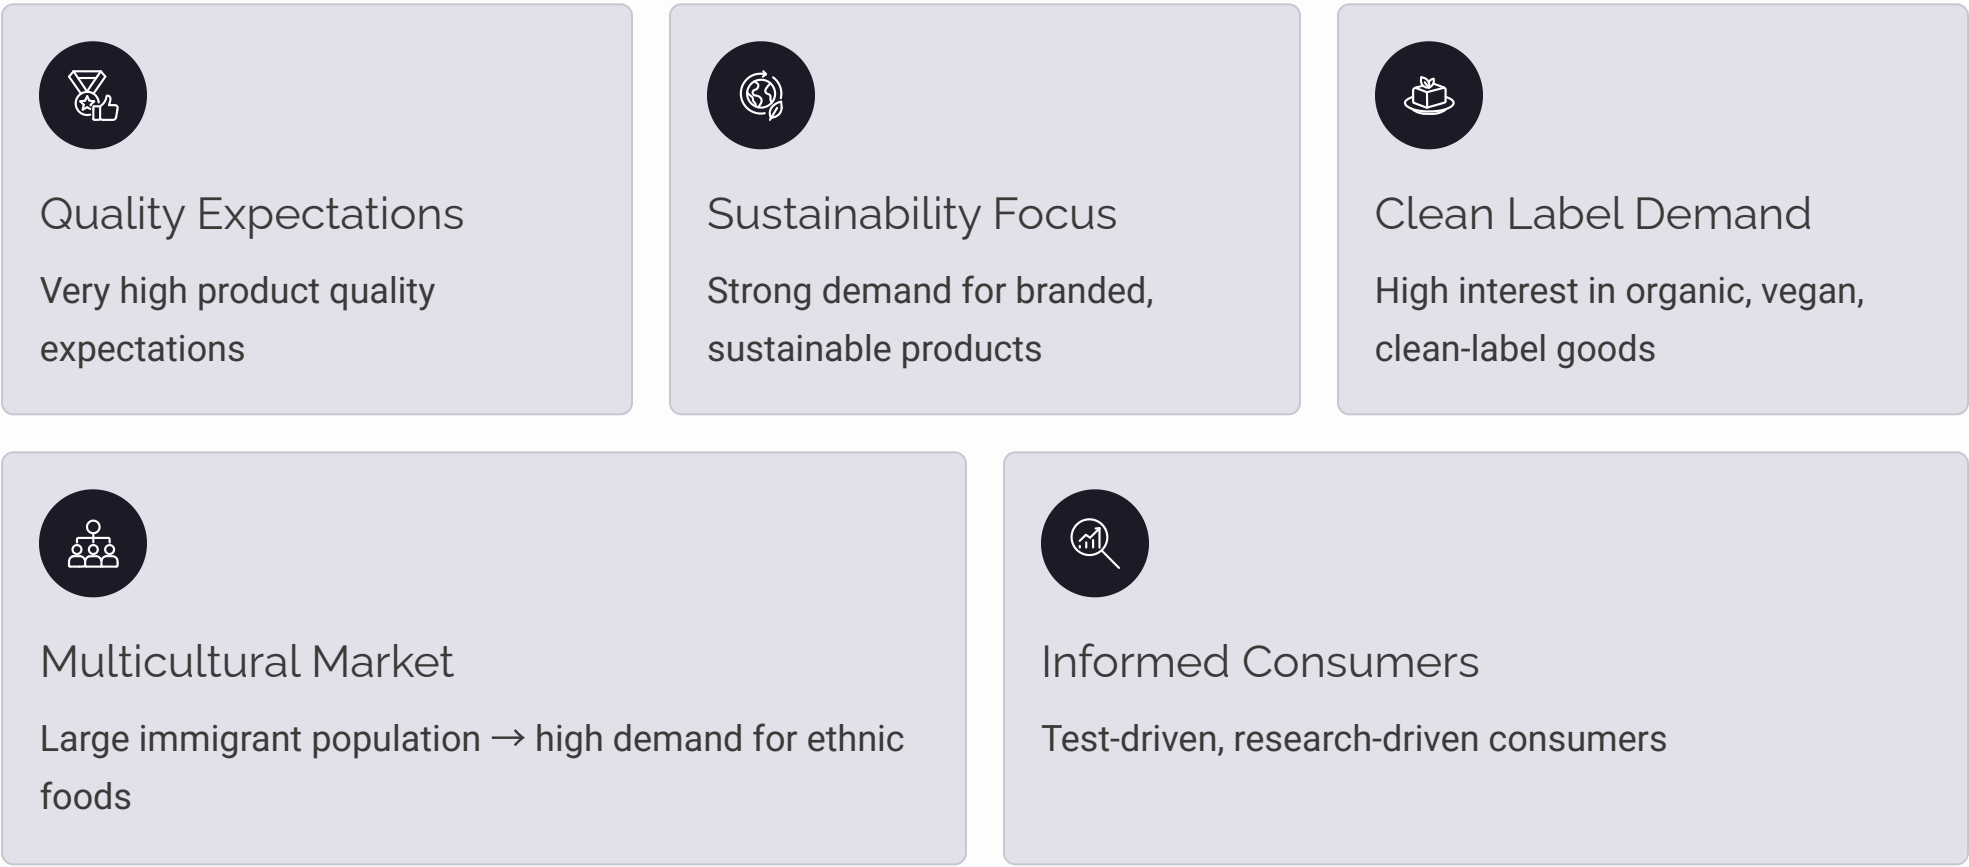 Quality Expectations
Very high product quality
expectations
Sustainability Focus
Strong demand for branded,
sustainable products
Clean Label Demand
High interest in organic, vegan,
clean-label goods
Multicultural Market
Large immigrant population → high demand for ethnic
foods
Informed Consumers
Test-driven, research-driven consumers